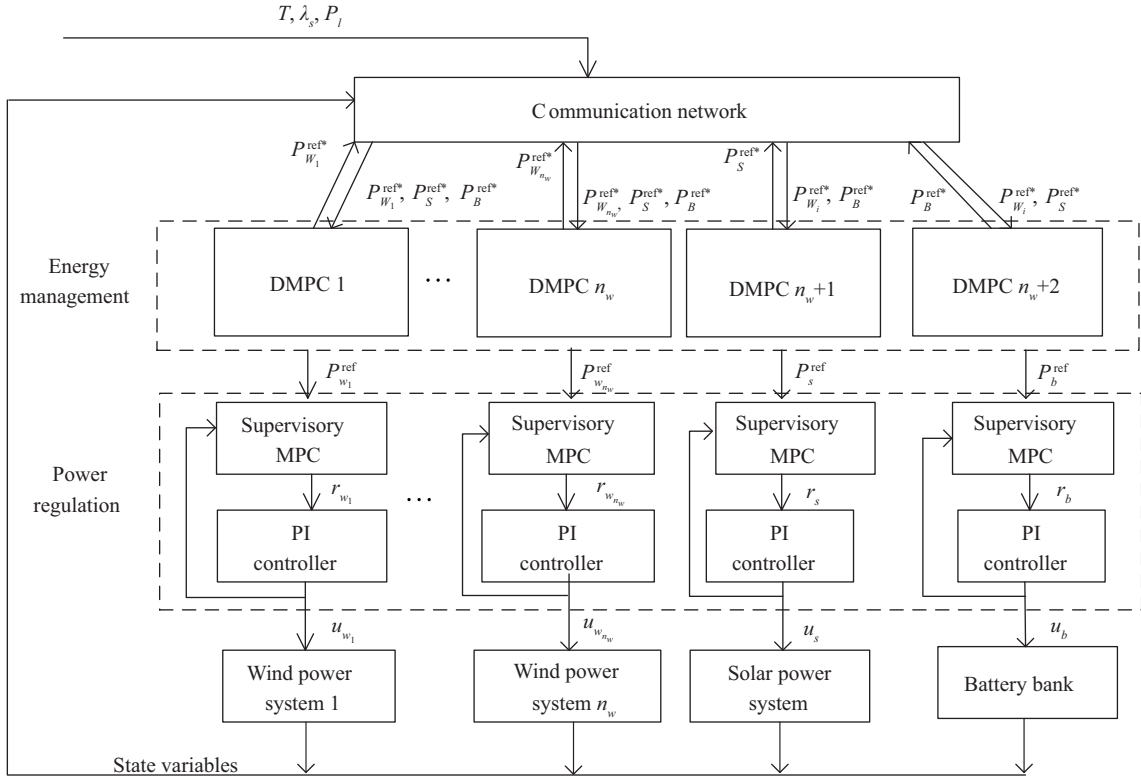 T, λ_s, P_l
Communication network
P_{W_1}^{ref*}
P_{W_{n_w}}^{ref*}
P_S^{ref*}
P_{W_1}^{ref*}, P_S^{ref*}, P_B^{ref*}
P_{W_{n_w}}^{ref*}, P_S^{ref*}, P_B^{ref*}
P_{W_i}^{ref*}, P_B^{ref*}
P_B^{ref*}
P_{W_i}^{ref*}, P_S^{ref*}
Energy
management
DMPC 1
...
DMPC n_w
DMPC n_w+1
DMPC n_w+2
P_{w_1}^{ref}
P_{w_{n_w}}^{ref}
P_s^{ref}
P_b^{ref}
Power
regulation
Supervisory
MPC
Supervisory
MPC
Supervisory
MPC
Supervisory
MPC
r_{w_1}
...
r_{w_{n_w}}
r_s
r_b
PI
controller
PI
controller
PI
controller
PI
controller
u_{w_1}
u_{w_{n_w}}
u_s
u_b
Wind power
system 1
Wind power
system n_w
Solar power
system
Battery bank
State variables